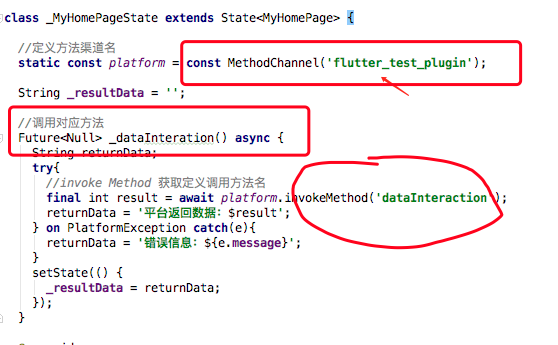 class _MyHomePageState extends State<MyHomePage> {
//定义方法渠道名
static const platform = const MethodChannel('flutter_test_plugin');
String _resultData = '';
//调用对应方法
Future<Null> _dataInteration() async {
String returnData;
try{
//invoke Method 获取定义调用方法名
final int result = await platform.invokeMethod('dataInteraction');
returnData = '平台返回数据：$result';
} on PlatformException catch(e){
returnData = '错误信息：${e.message}';
}
setState(() {
_resultData = returnData;
});
}